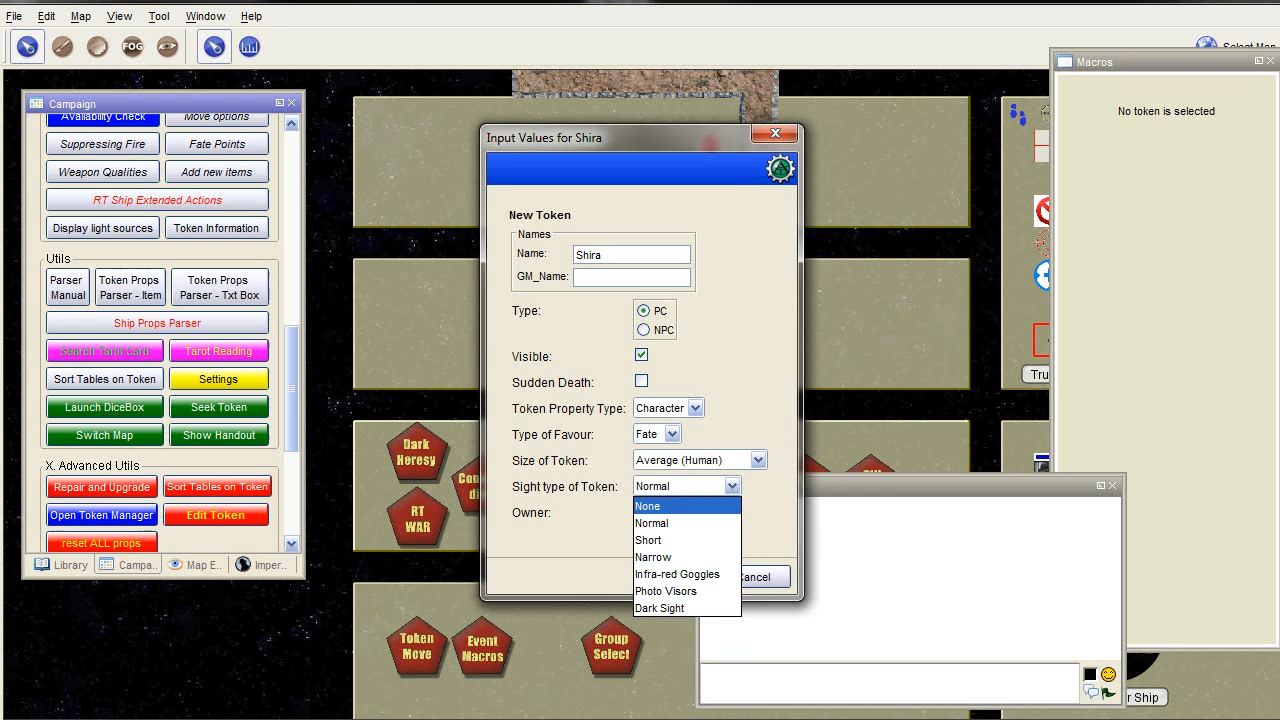 File Edit Map View Tool Window Help
FOG
Select Map
Campaign
Availability Check Move options
Suppressing Fire Fate Points
Weapon Qualities Add new items
RT Ship Extended Actions
Display light sources Token Information
Utils
Parser Manual
Token Props Parser - Item
Token Props Parser - Txt Box
Ship Props Parser
Search Tarot Card Tarot Reading
Sort Tables on Token Settings
Launch DiceBox Seek Token
Switch Map Show Handout
X. Advanced Utils
Repair and Upgrade Sort Tables on Token
Open Token Manager Edit Token
reset ALL props
Library Campa.. Map E.. Imper..
Dark Heresy
RT WAR
Token Move
Event Macros
Group Select
Input Values for Shira
New Token
Names
Name: Shira
GM_Name:
Type: PC
NPC
Visible:
Sudden Death:
Token Property Type: Character
Type of Favour: Fate
Size of Token: Average (Human)
Sight type of Token: Normal
None
Normal
Short
Narrow
Infra-red Goggles
Photo Visors
Dark Sight
Owner:
Cancel
Macros
No token is selected
Tru
r Ship